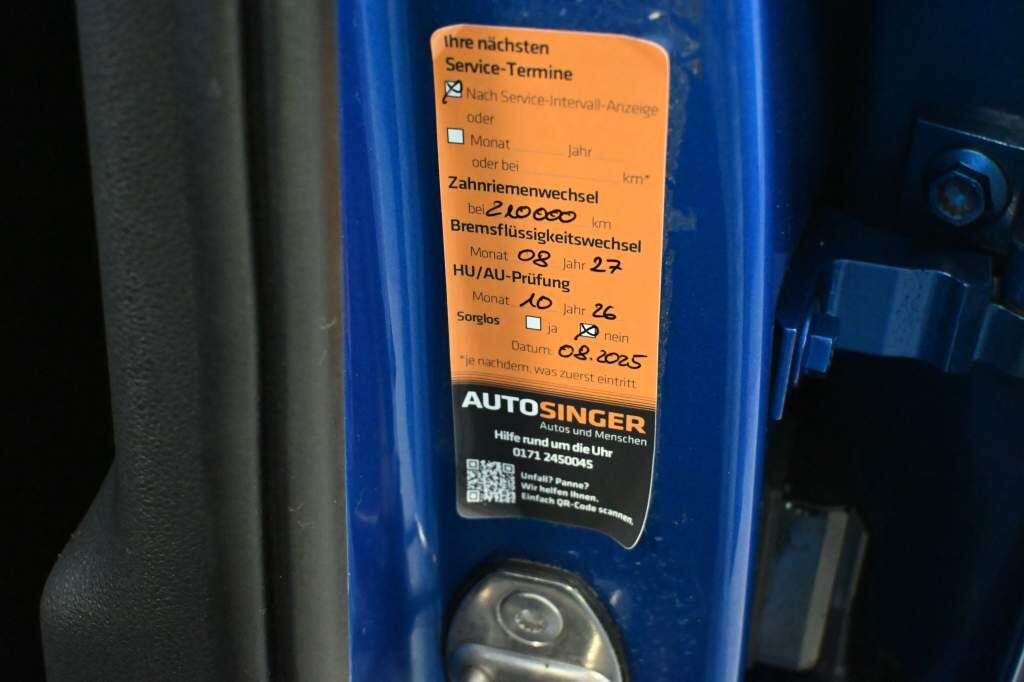 Ihre nächsten
Service-Termine
Nach Service-Intervall-Anzeige
oder
Monat Jahr
oder bei km*
Zahnriemenwechsel
bei 210000 km
Bremsflüssigkeitswechsel
Monat 08 Jahr 27
HU/AU-Prüfung
Monat 10 Jahr 26
Sorglos ja nein
Datum: 08.2025
*je nachdem, was zuerst eintritt
AUTOSINGER
Autos und Menschen
Hilfe rund um die Uhr
0171 2450045
Unfall? Panne?
Wir helfen Ihnen.
Einfach QR-Code scannen.